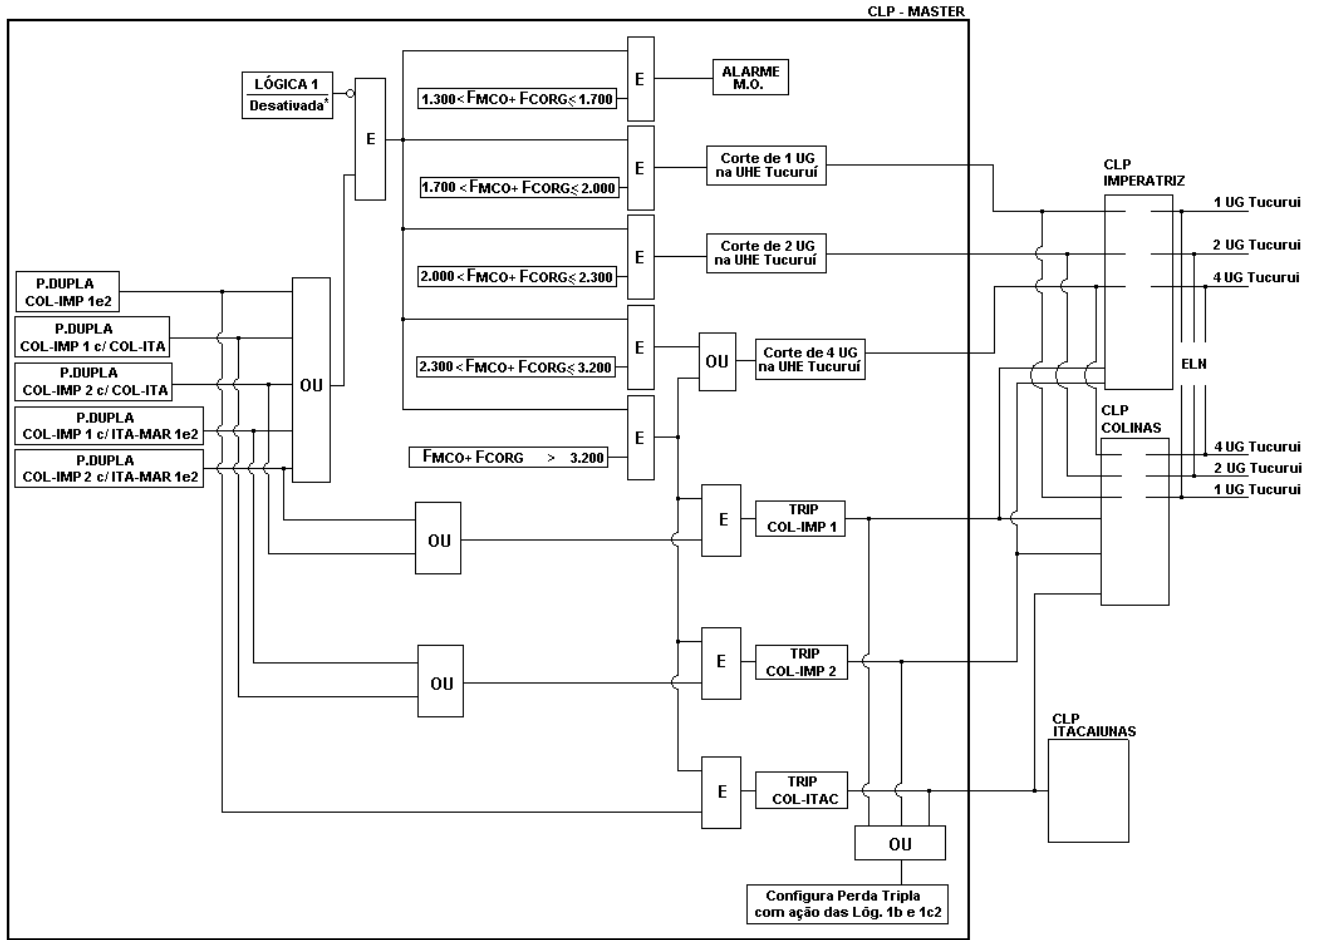 CLP - MASTER
LÓGICA 1
Desativada*
E
E
ALARME
M.O.
1.300 < FMCO+ FCORG ≤ 1.700
E
Corte de 1 UG
na UHE Tucuruí
1.700 < FMCO+ FCORG ≤ 2.000
E
Corte de 2 UG
na UHE Tucuruí
2.000 < FMCO+ FCORG ≤ 2.300
E
OU
Corte de 4 UG
na UHE Tucuruí
2.300 < FMCO+ FCORG ≤ 3.200
E
FMCO+ FCORG > 3.200
P.DUPLA
COL-IMP 1e2
P.DUPLA
COL-IMP 1 c/ COL-ITA
P.DUPLA
COL-IMP 2 c/ COL-ITA
P.DUPLA
COL-IMP 1 c/ ITA-MAR 1e2
P.DUPLA
COL-IMP 2 c/ ITA-MAR 1e2
OU
OU
E
TRIP
COL-IMP 1
OU
E
TRIP
COL-IMP 2
E
TRIP
COL-ITAC
OU
Configura Perda Tripla
com ação das Lóg. 1b e 1c2
CLP
IMPERATRIZ
1 UG Tucurui
2 UG Tucurui
4 UG Tucurui
ELN
CLP
COLINAS
4 UG Tucurui
2 UG Tucurui
1 UG Tucurui
CLP
ITACAIUNAS